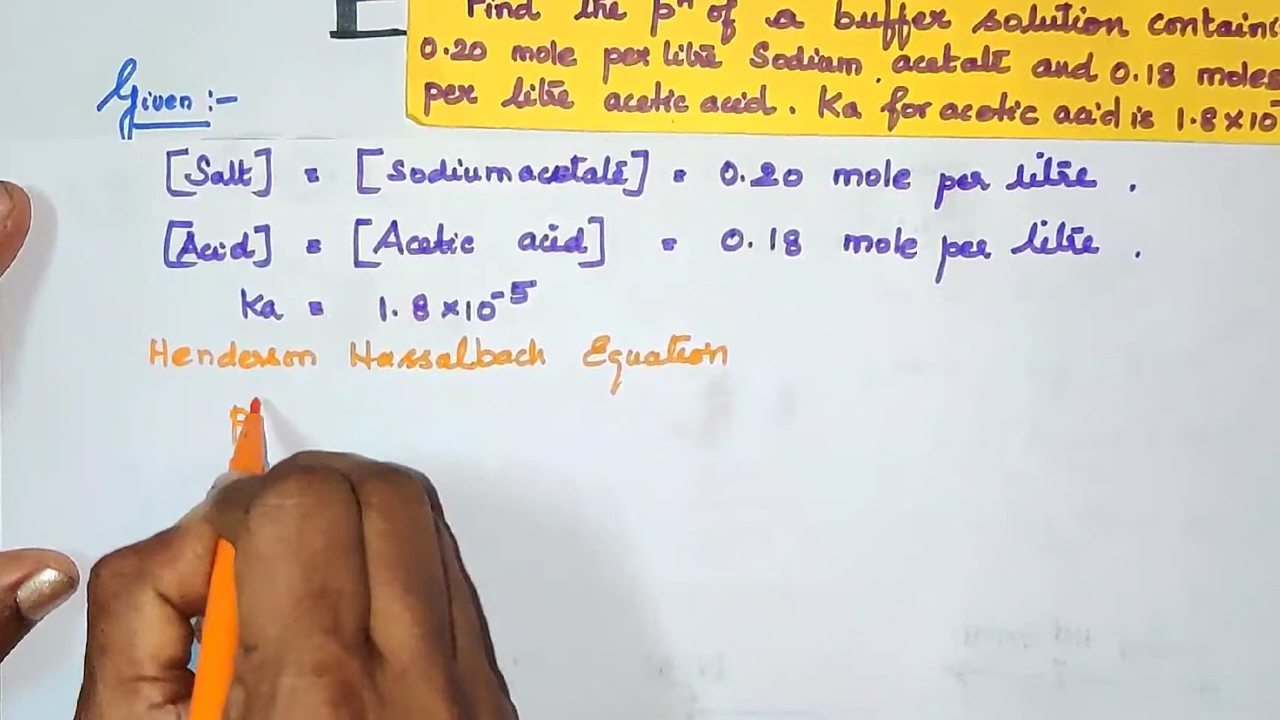 Find the pH of a buffer solution contain
0.20 mole per litre Sodium acetate and 0.18 moles
per litre acetic acid. Ka for acetic acid is 1.8×10
Given :-
[Salt] = [Sodium acetate] = 0.20 mole per litre .
[Acid] = [Acetic acid] = 0.18 mole per litre .
Ka = 1.8×10⁻⁵
Henderson Hassalbach Equation
P